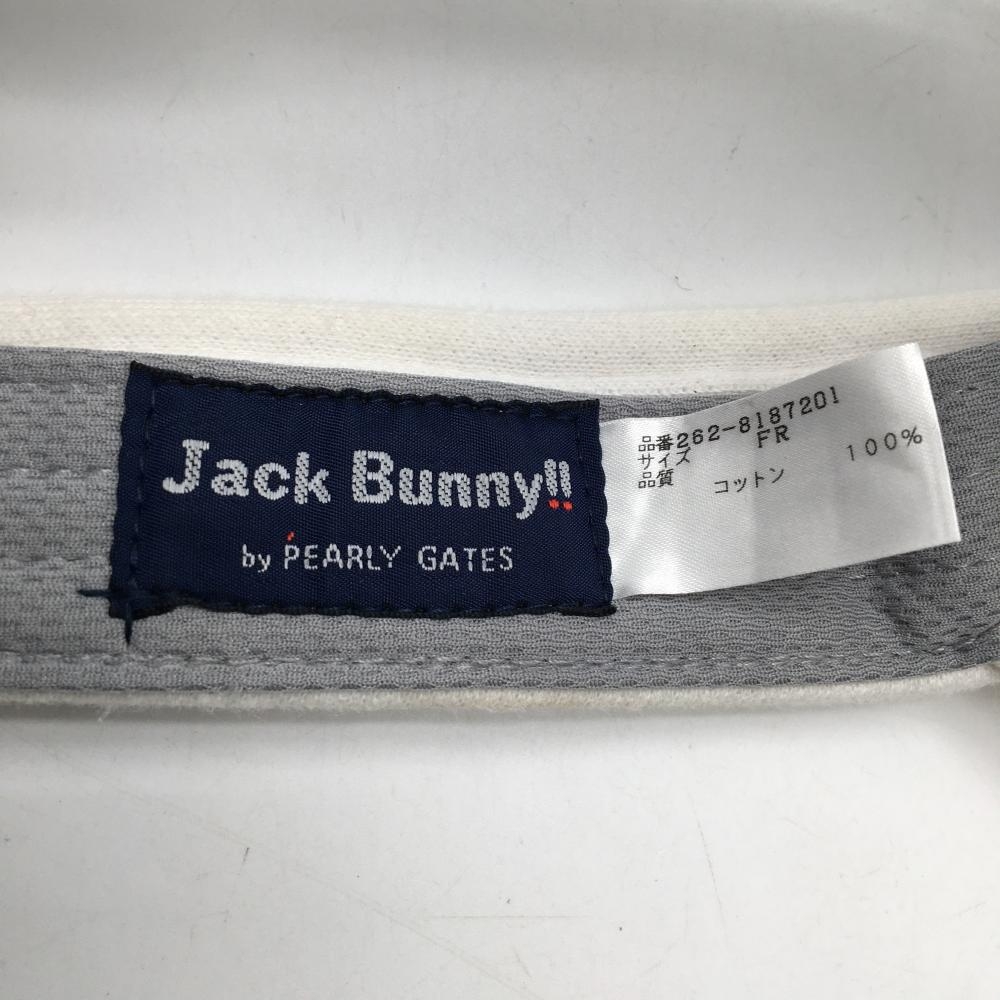 Jack Bunny!!
by PEARLY GATES
品番262-8187201
サイズ FR
品質 コットン 100%